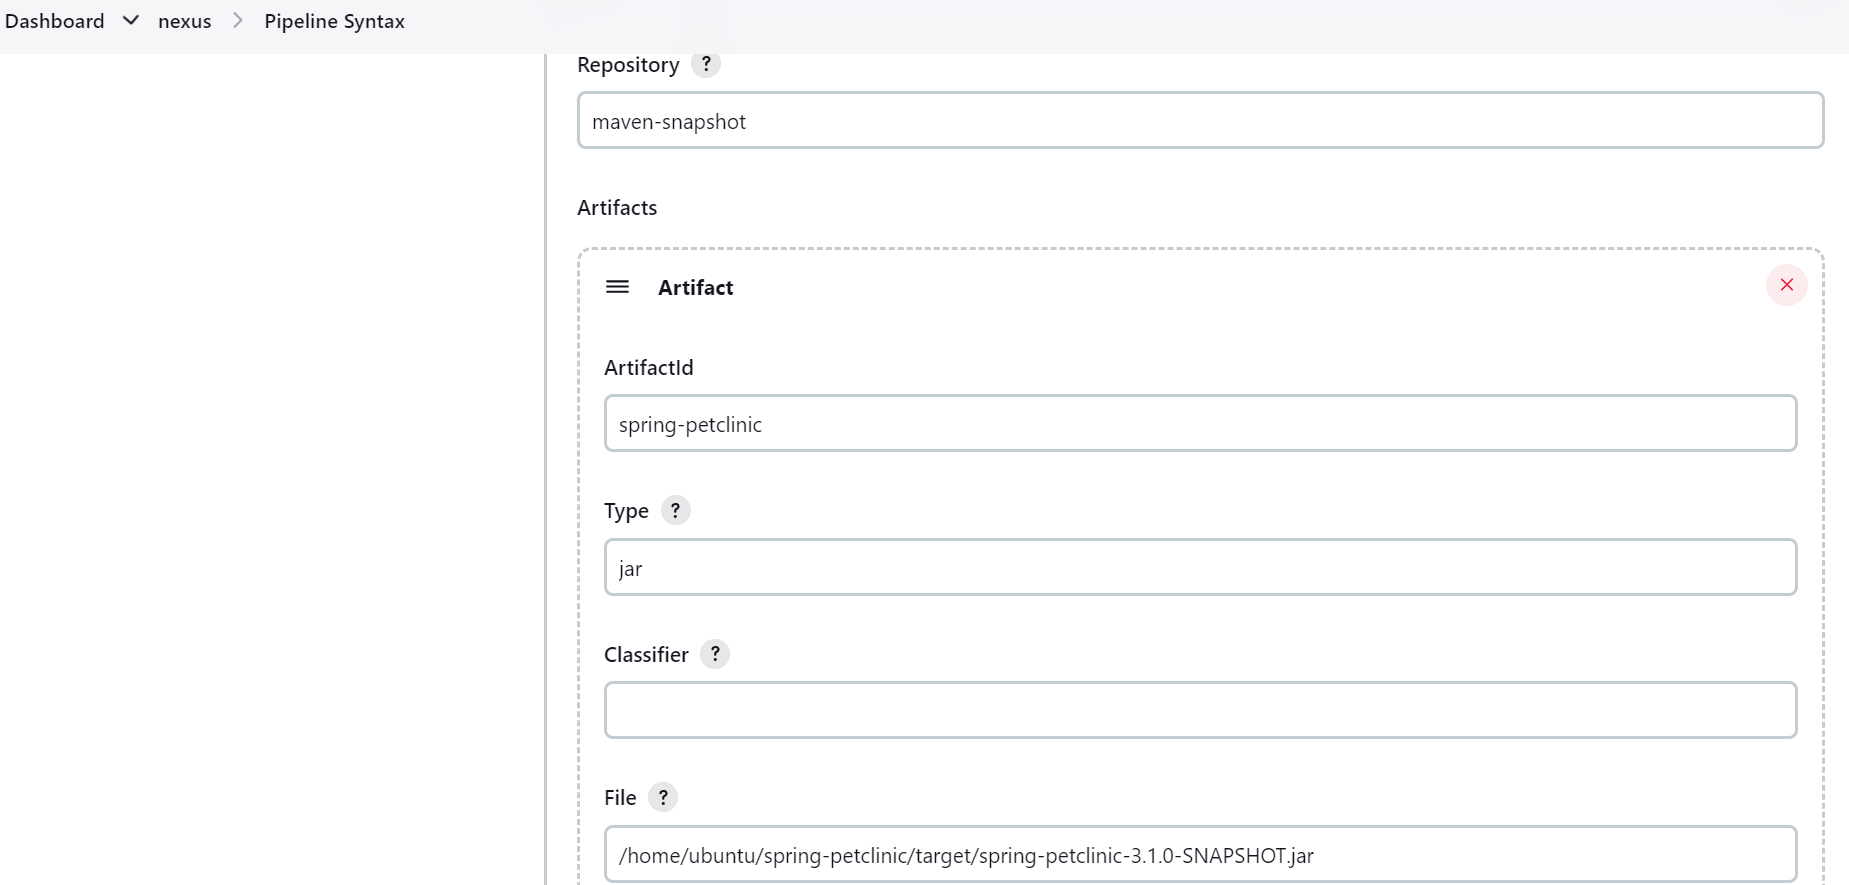 Dashboard nexus Pipeline Syntax
Repository ?
maven-snapshot
Artifacts
Artifact
ArtifactId
spring-petclinic
Type ?
jar
Classifier ?
File ?
/home/ubuntu/spring-petclinic/target/spring-petclinic-3.1.0-SNAPSHOT.jar